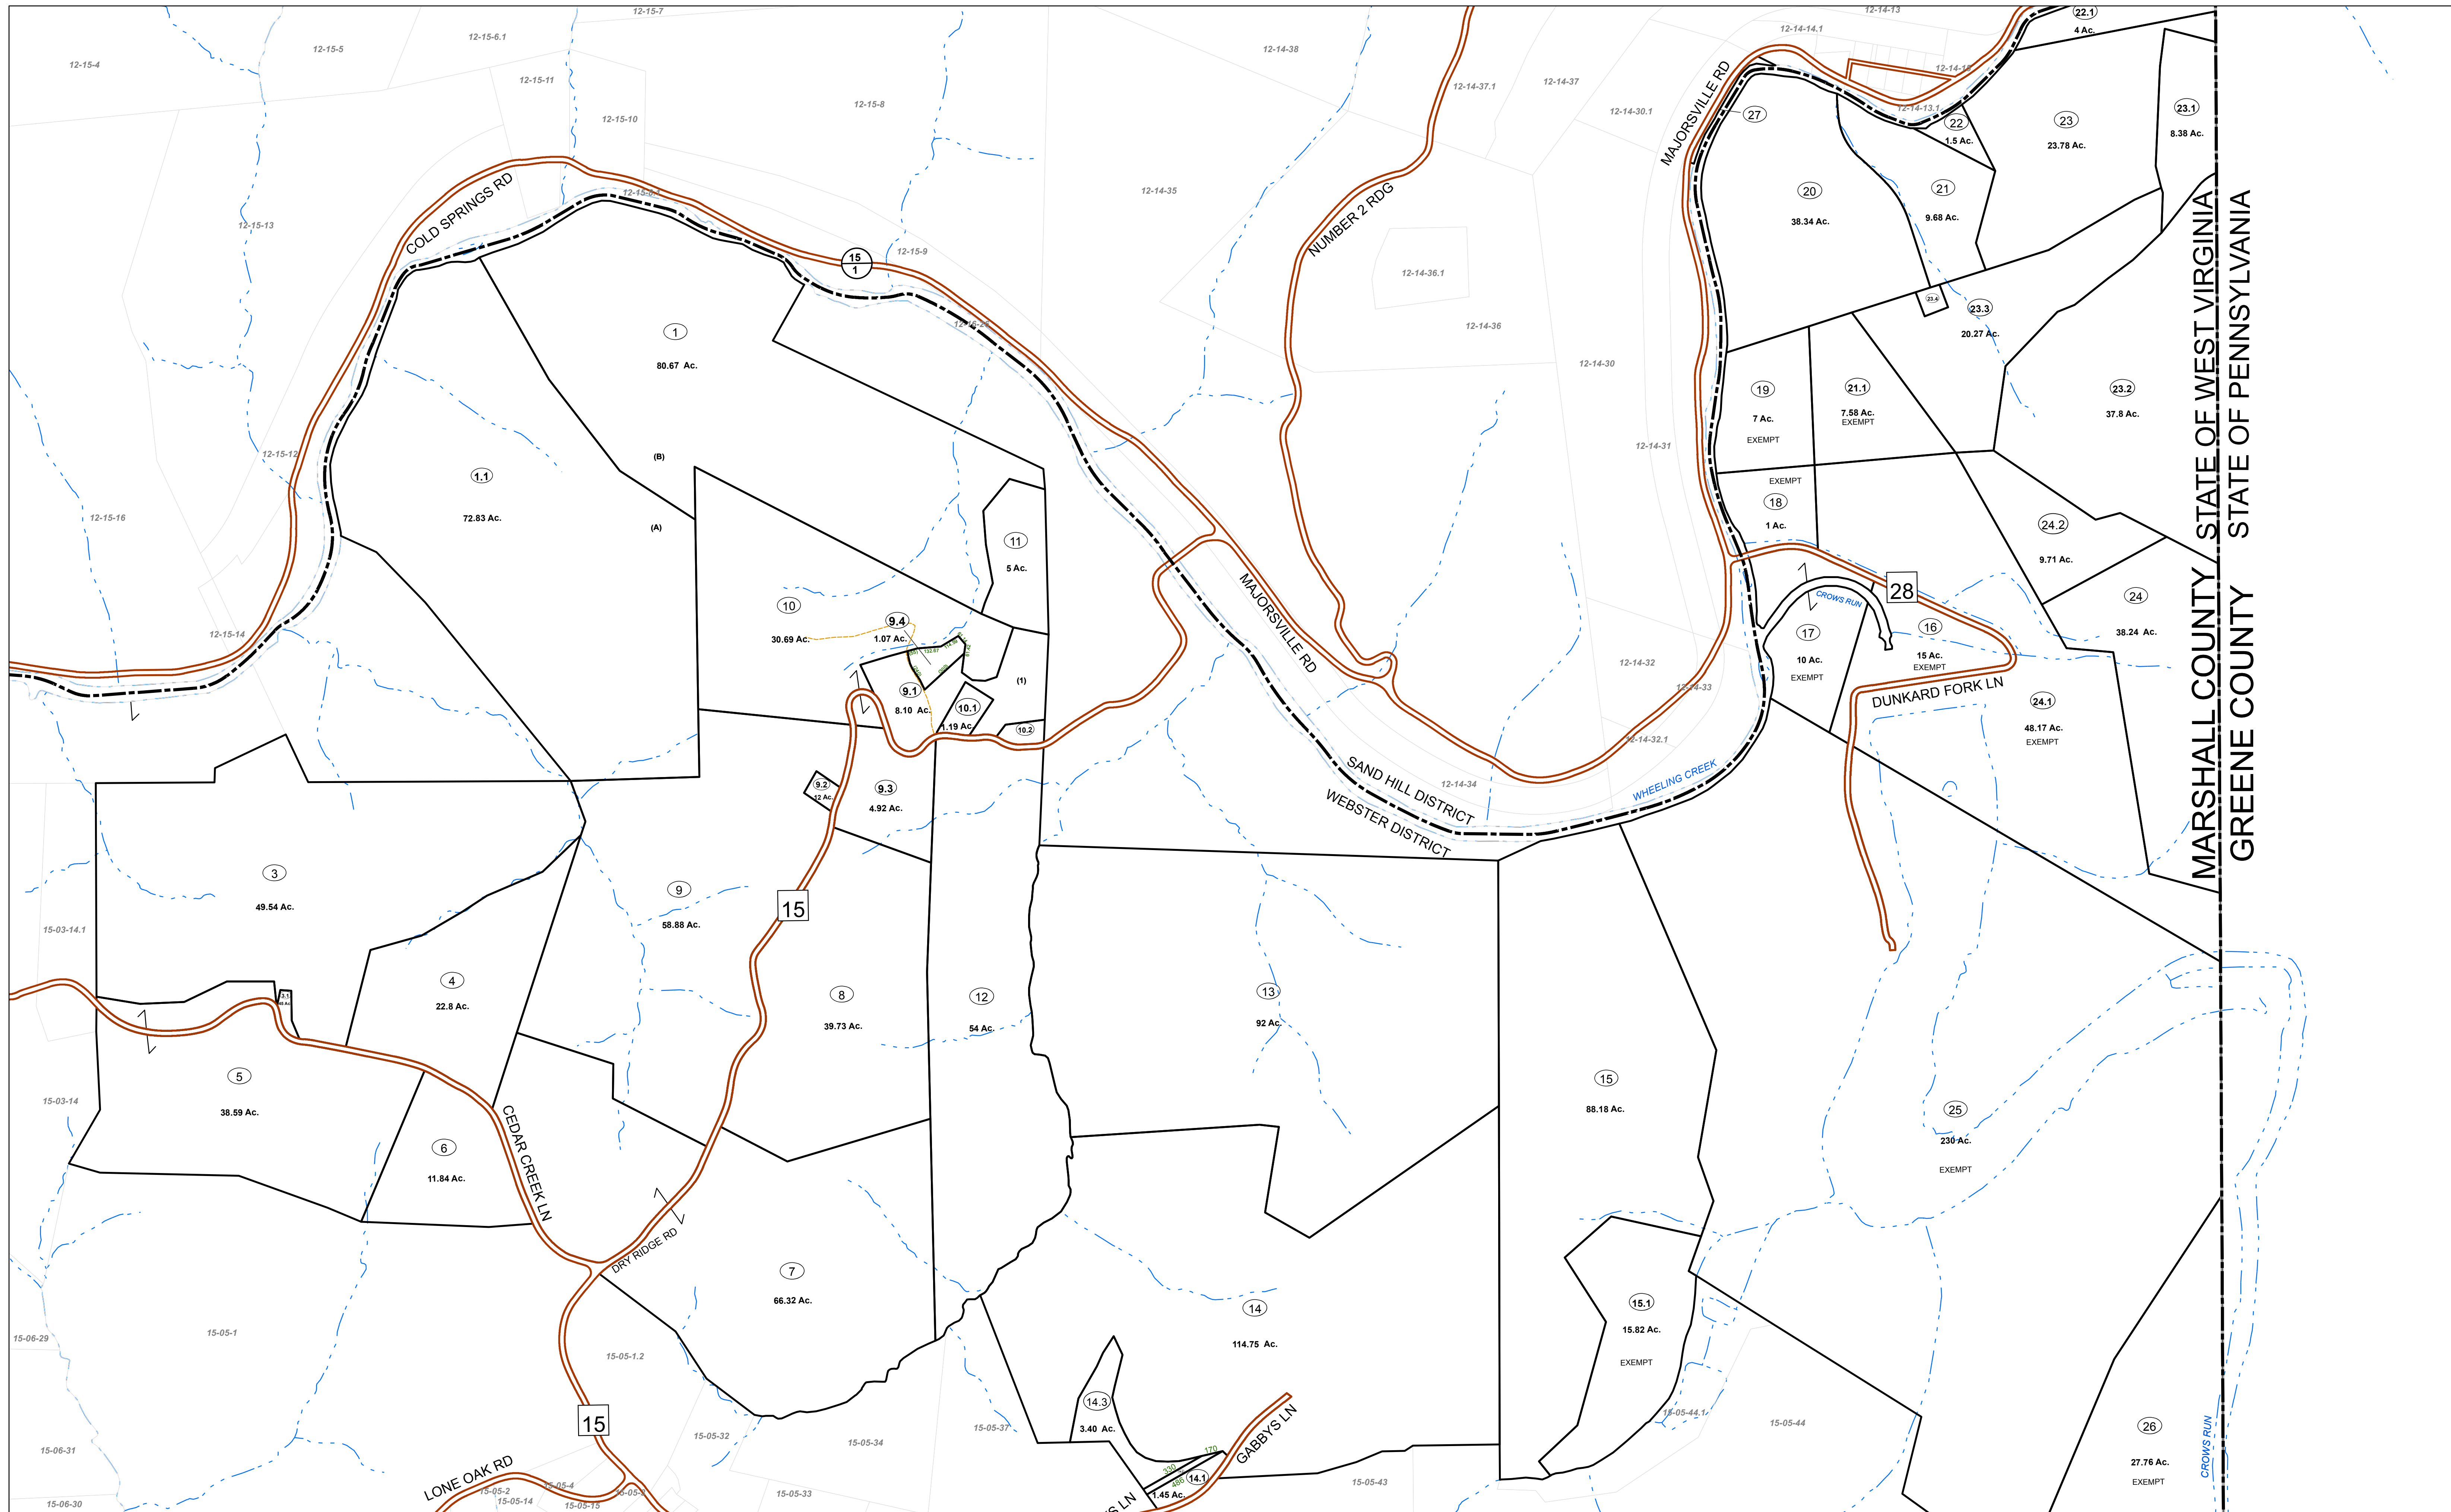 12-15-7
12-14-13
22.1
4 Ac.
12-15-4
12-15-5
12-15-6.1
12-14-38
12-14-14.1
12-15-11
12-15-8
12-14-37.1
12-14-37
12-15-10
12-14-30.1
12-14-13.1
MAJORSVILLE RD
27
22
1.5 Ac.
23
23.78 Ac.
23.1
8.38 Ac.
COLD SPRINGS RD
12-14-35
NUMBER 2 RDG
20
38.34 Ac.
21
9.68 Ac.
12-15-13
12-15-9
15
1
12-14-36.1
23.4
23.3
20.27 Ac.
1
80.67 Ac.
12-14-36
12-14-30
19
7 Ac.
EXEMPT
21.1
7.58 Ac.
EXEMPT
23.2
37.8 Ac.
STATE OF WEST VIRGINIA
STATE OF PENNSYLVANIA
12-15-12
(B)
12-14-31
1.1
72.83 Ac.
(A)
12-15-16
EXEMPT
18
1 Ac.
24.2
9.71 Ac.
11
5 Ac.
MAJORSVILLE RD
28
CROWS RUN
24
38.24 Ac.
10
30.69 Ac.
9.4
1.07 Ac.
12-15-14
17
10 Ac.
EXEMPT
16
15 Ac.
EXEMPT
12-14-32
12-14-33
(1)
9.1
8.10 Ac.
10.1
1.19 Ac.
10.2
DUNKARD FORK LN
24.1
48.17 Ac.
EXEMPT
12-14-32.1
MARSHALL COUNTY
GREENE COUNTY
9.2
12 Ac.
9.3
4.92 Ac.
SAND HILL DISTRICT
WEBSTER DISTRICT
12-14-34
WHEELING CREEK
3
49.54 Ac.
9
58.88 Ac.
15
15-03-14.1
4
22.8 Ac.
8
39.73 Ac.
12
54 Ac.
13
92 Ac.
3.1
5
38.59 Ac.
15-03-14
15
88.18 Ac.
25
230 Ac.
EXEMPT
6
11.84 Ac.
CEDAR CREEK LN
DRY RIDGE RD
7
66.32 Ac.
14
114.75 Ac.
15.1
15.82 Ac.
EXEMPT
15-06-29
15-05-1
15-05-1.2
14.3
3.40 Ac.
15
15-05-32
15-05-34
15-05-37
GABBYS LN
15-05-44.1
15-05-44
26
27.76 Ac.
EXEMPT
CROWS RUN
15-06-31
LONE OAK RD
170
330
486
14.1
1.45 Ac.
15-05-43
15-06-30
15-05-2
15-05-4
15-05-14
15-05-15
15-05-33